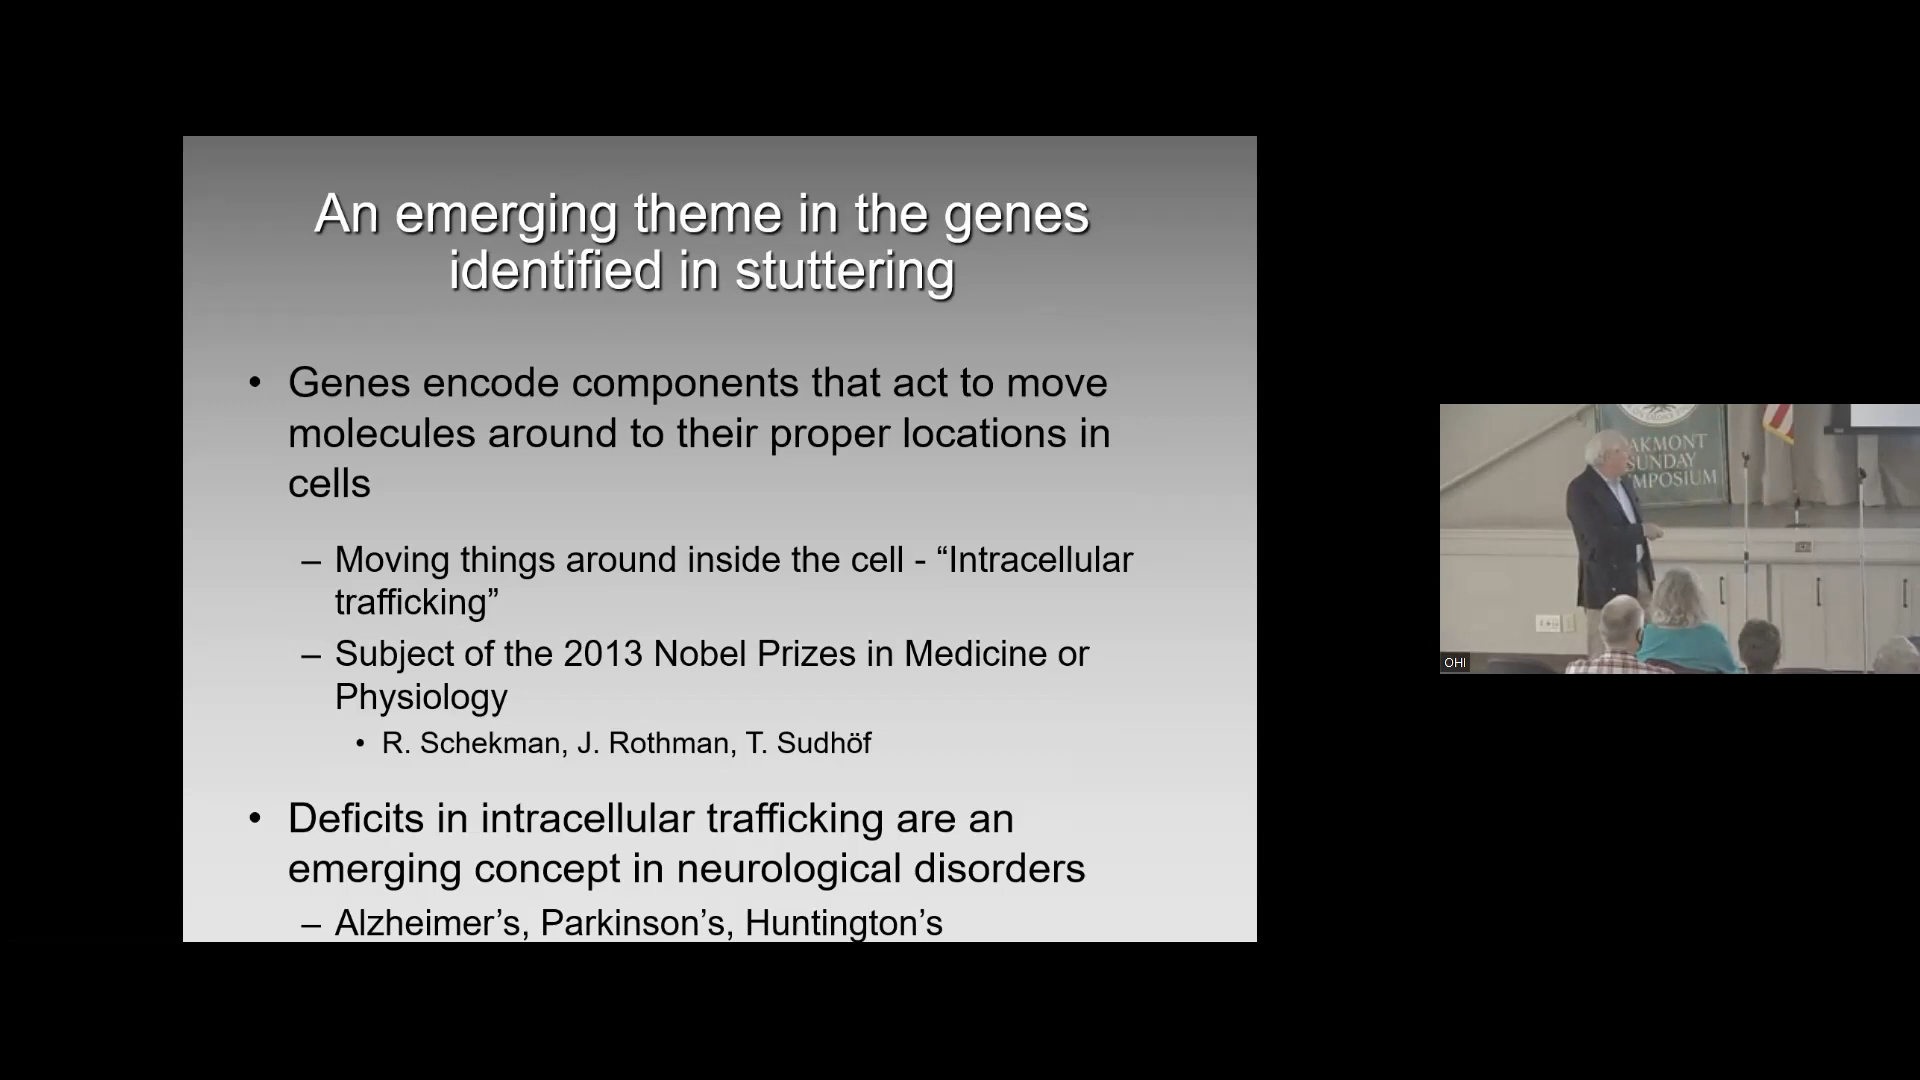 An emerging theme in the genes
identified in stuttering
• Genes encode components that act to move
molecules around to their proper locations in
cells
– Moving things around inside the cell - “Intracellular
trafficking”
– Subject of the 2013 Nobel Prizes in Medicine or
Physiology
• R. Schekman, J. Rothman, T. Sudhöf
• Deficits in intracellular trafficking are an
emerging concept in neurological disorders
– Alzheimer’s, Parkinson’s, Huntington’s
AKMONT
SUNDAY
MPOSIUM
OHI